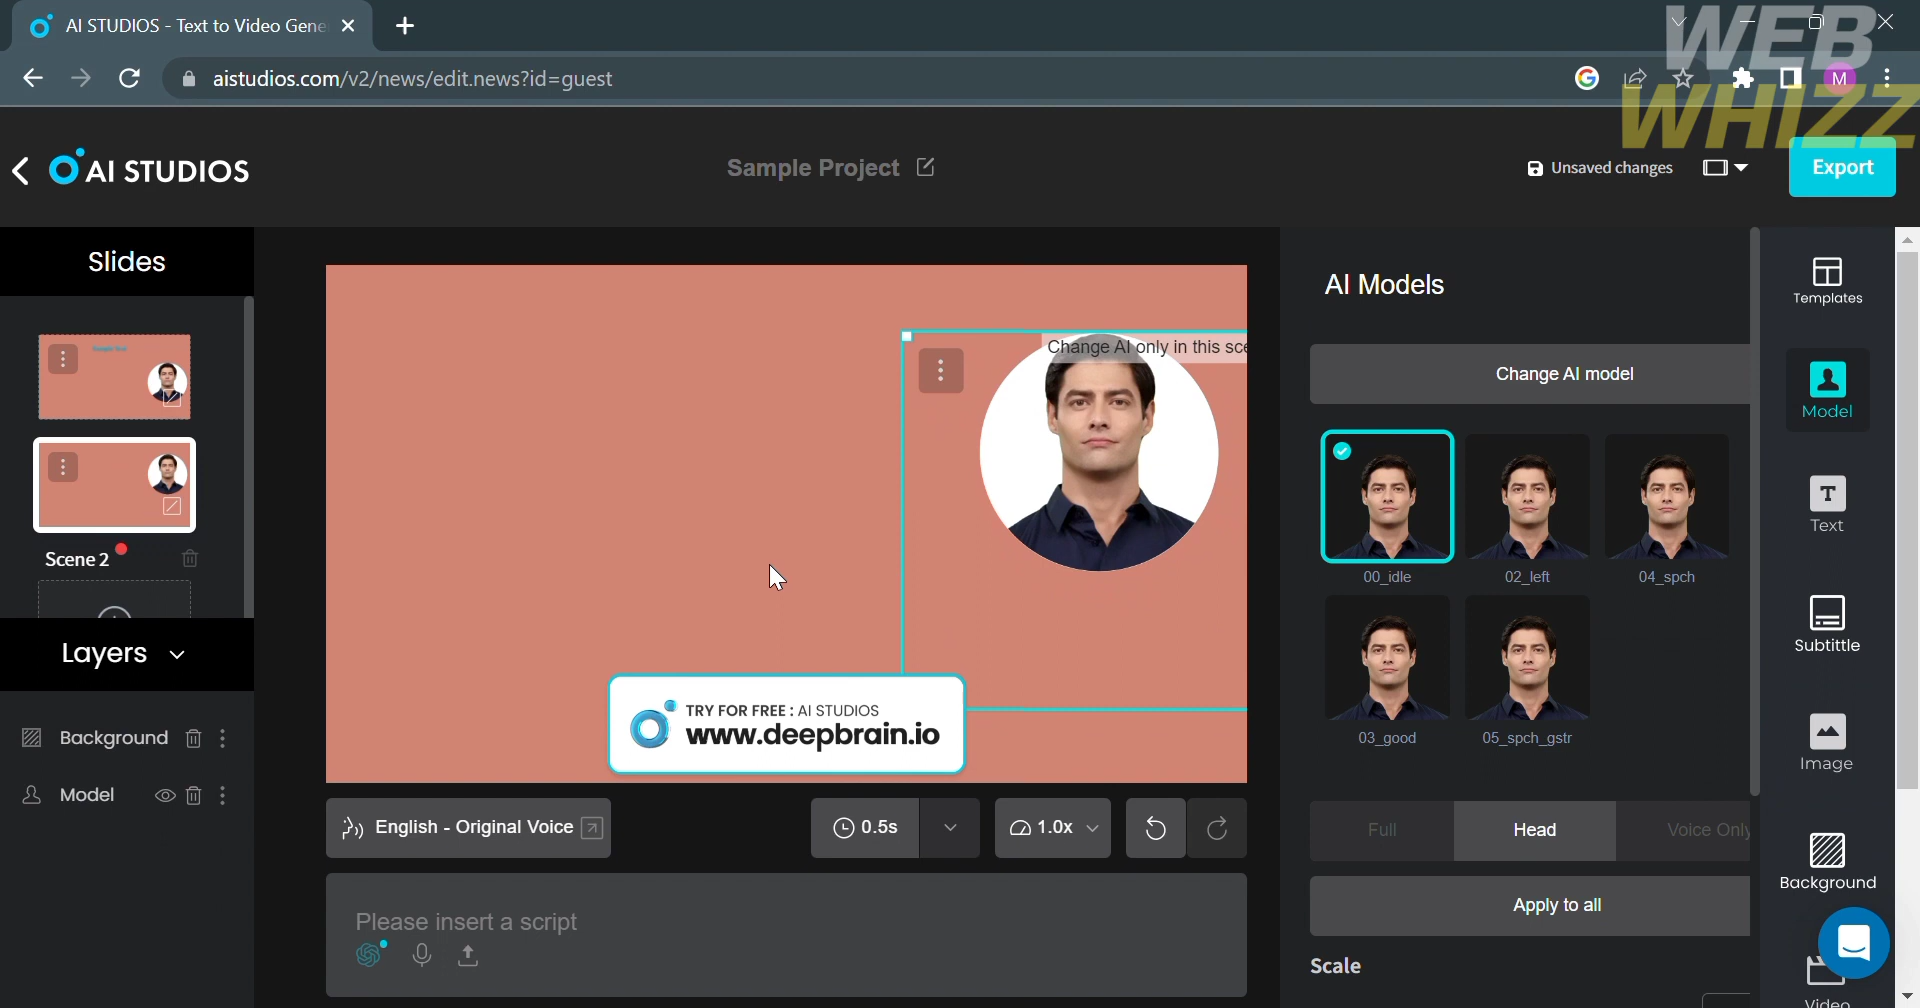 AI STUDIOS - Text to Video Gene
aistudios.com/v2/news/edit.news?id=guest
M
WEB
WHIZZ
AI STUDIOS
Sample Project
Unsaved changes
Export
Slides
Scene 2
Layers
Background
Model
Change AI only in this sce
TRY FOR FREE : AI STUDIOS
www.deepbrain.io
English - Original Voice
0.5s
1.0x
Please insert a script
AI Models
Change AI model
00_idle
02_left
04_spch
03_good
05_spch_gstr
Full
Head
Voice Only
Apply to all
Scale
Templates
Model
T
Text
Subtittle
Image
Background
Video